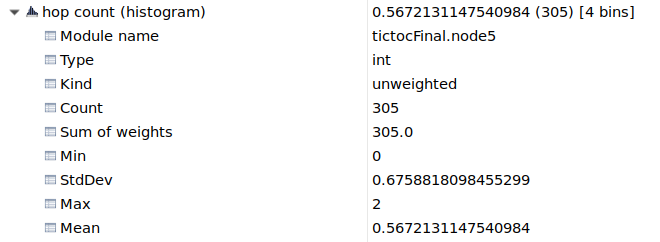 hop count (histogram) 0.5672131147540984 (305) [4 bins]
Module name tictocFinal.node5
Type int
Kind unweighted
Count 305
Sum of weights 305.0
Min 0
StdDev 0.6758818098455299
Max 2
Mean 0.5672131147540984